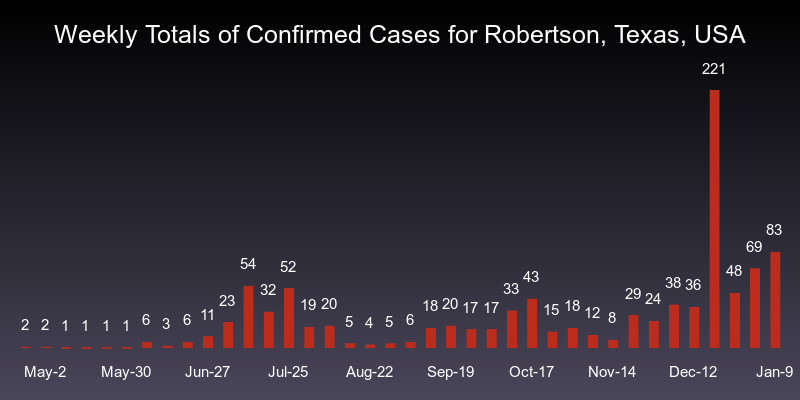 Weekly Totals of Confirmed Cases for Robertson, Texas, USA
2 2 1 1 1 1 6 3 6 11 23 54 32 52 19 20 5 4 5 6 18 20 17 17 33 43 15 18 12 8 29 24 38 36 221 48 69 83
May-2 May-30 Jun-27 Jul-25 Aug-22 Sep-19 Oct-17 Nov-14 Dec-12 Jan-9